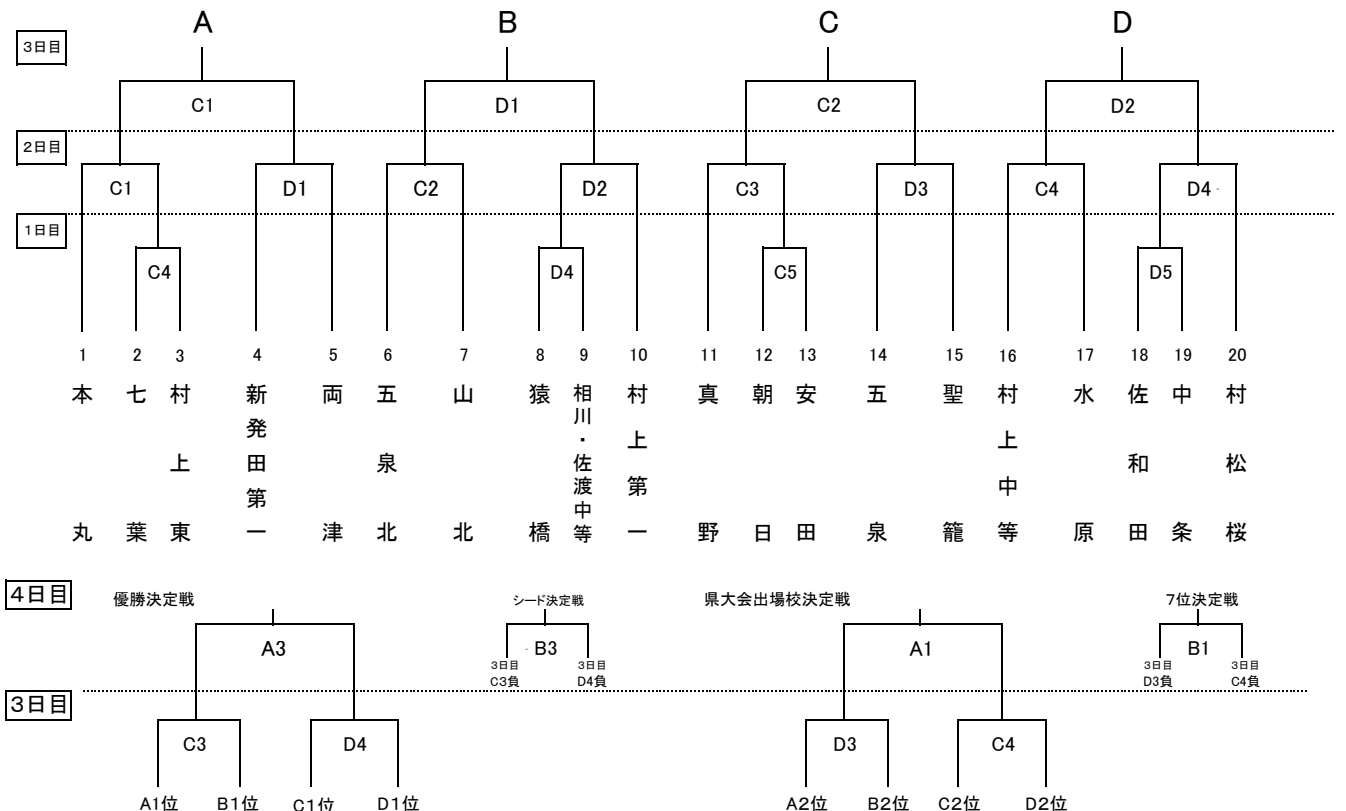 A B C D
3日目
C1 D1 C2 D2
2日目
C1 D1 C2 D2 C3 D3 C4 D4
1日目
C4 D4 C5 D5
1 2 3 4 5 6 7 8 9 10 11 12 13 14 15 16 17 18 19 20
本丸
七葉
村上東
新発田第一
両津
五泉北
山北
猿橋
相川・佐渡中等
村上第一
真野
朝日
安田
五泉
聖籠
村上中等
水原
佐和田
中条
村松桜
4日目
優勝決定戦 シード決定戦 県大会出場校決定戦 7位決定戦
A3 B3 A1 B1
3日目 3日目 3日目 3日目
C3負 D4負 D3負 C4負
3日目
C3 D4 D3 C4
A1位 B1位 C1位 D1位 A2位 B2位 C2位 D2位